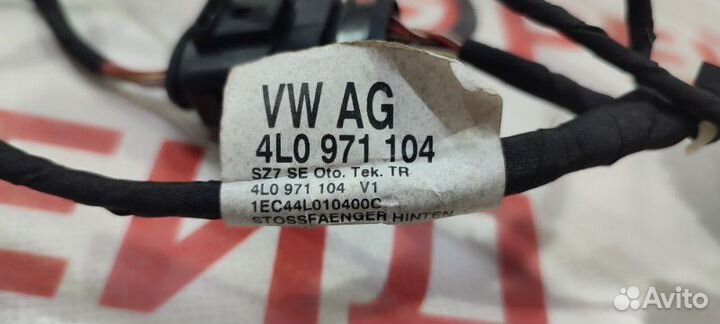 VW AG
4L0 971 104
SZ7 SE Oto. Tek. TR
4L0 971 104 V1
1EC44L010400C
STOSSFAENGER HINTEN
Avito